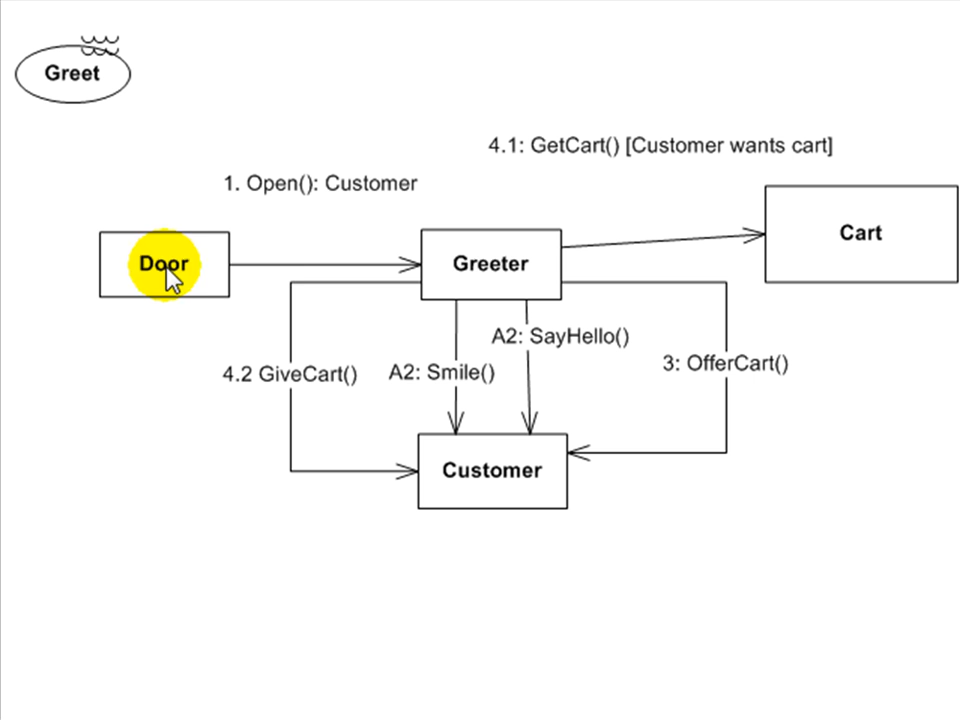 Greet
4.1: GetCart() [Customer wants cart]
1. Open(): Customer
Cart
Door
Greeter
A2: SayHello()
3: OfferCart()
4.2 GiveCart()
A2: Smile()
Customer